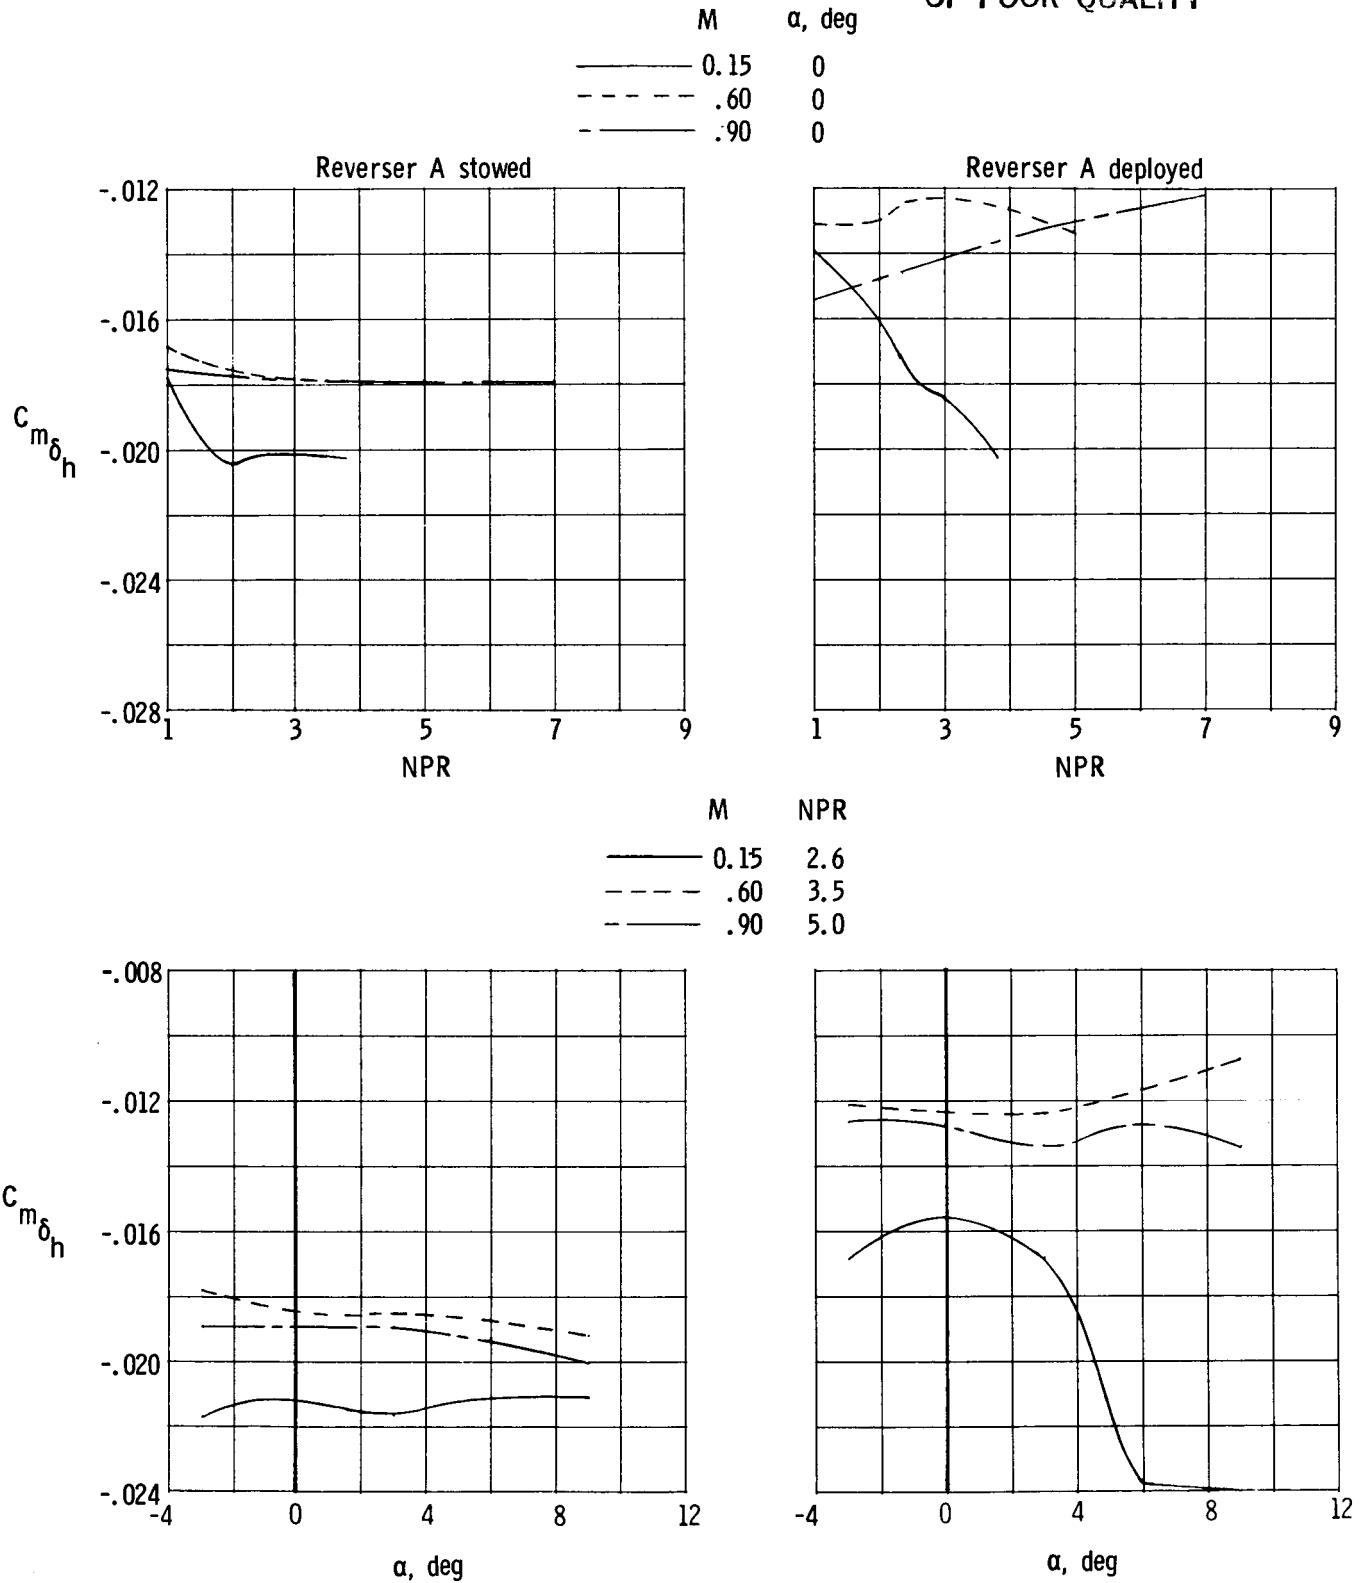 OF POOR QUALITY
M α, deg
0.15 0
.60 0
.90 0
Reverser A stowed
Reverser A deployed
-.012
-.016
-.020
-.024
-.028
C m δ h
1 3 5 7 9
NPR
1 3 5 7 9
NPR
M NPR
0.15 2.6
.60 3.5
.90 5.0
-.008
-.012
-.016
-.020
-.024
C m δ h
-4 0 4 8 12
α, deg
-4 0 4 8 12
α, deg